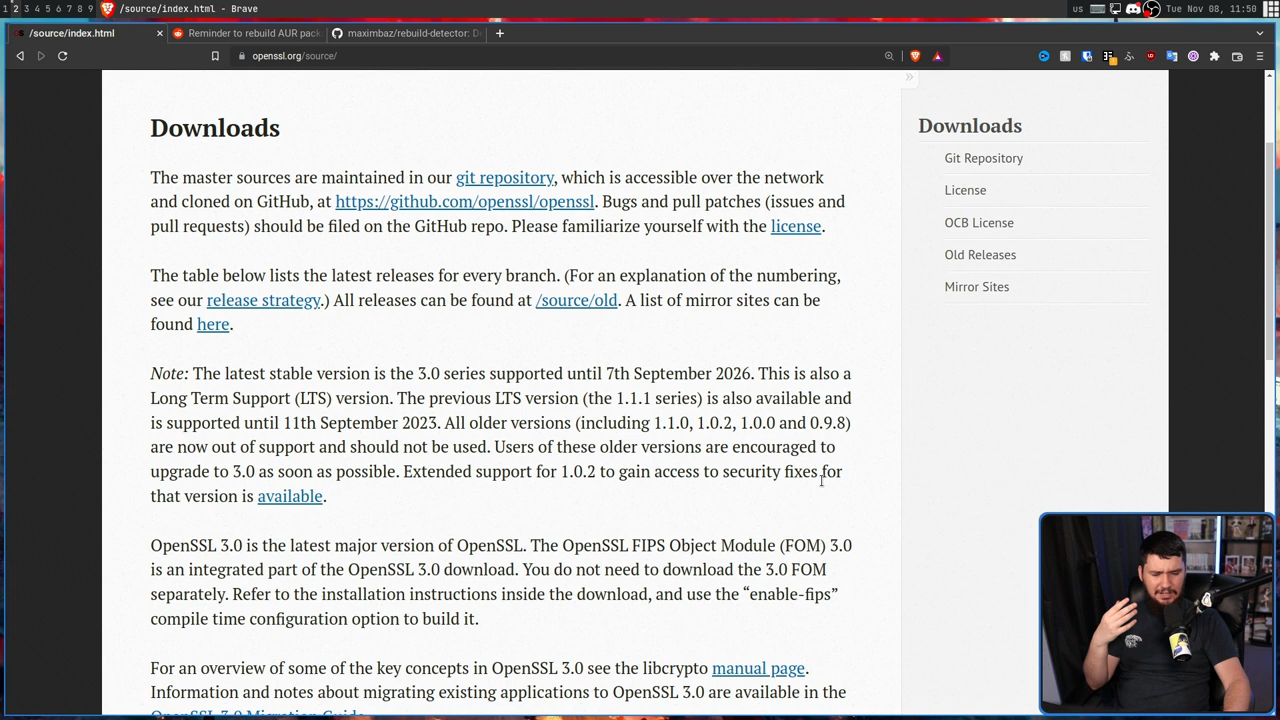 1 2 3 4 5 6 7 8 9 /source/index.html - Brave us Tue Nov 08, 11:50
/source/index.html Reminder to rebuild AUR pack maximbaz/rebuild-detector: D
openssl.org/source/
Downloads
The master sources are maintained in our git repository, which is accessible over the network
and cloned on GitHub, at https://github.com/openssl/openssl. Bugs and pull patches (issues and
pull requests) should be filed on the GitHub repo. Please familiarize yourself with the license.
The table below lists the latest releases for every branch. (For an explanation of the numbering,
see our release strategy.) All releases can be found at /source/old. A list of mirror sites can be
found here.
Note: The latest stable version is the 3.0 series supported until 7th September 2026. This is also a
Long Term Support (LTS) version. The previous LTS version (the 1.1.1 series) is also available and
is supported until 11th September 2023. All older versions (including 1.1.0, 1.0.2, 1.0.0 and 0.9.8)
are now out of support and should not be used. Users of these older versions are encouraged to
upgrade to 3.0 as soon as possible. Extended support for 1.0.2 to gain access to security fixes for
that version is available.
OpenSSL 3.0 is the latest major version of OpenSSL. The OpenSSL FIPS Object Module (FOM) 3.0
is an integrated part of the OpenSSL 3.0 download. You do not need to download the 3.0 FOM
separately. Refer to the installation instructions inside the download, and use the “enable-fips”
compile time configuration option to build it.
For an overview of some of the key concepts in OpenSSL 3.0 see the libcrypto manual page.
Information and notes about migrating existing applications to OpenSSL 3.0 are available in the
OpenSSL 3.0 Migration Guide
Downloads
Git Repository
License
OCB License
Old Releases
Mirror Sites